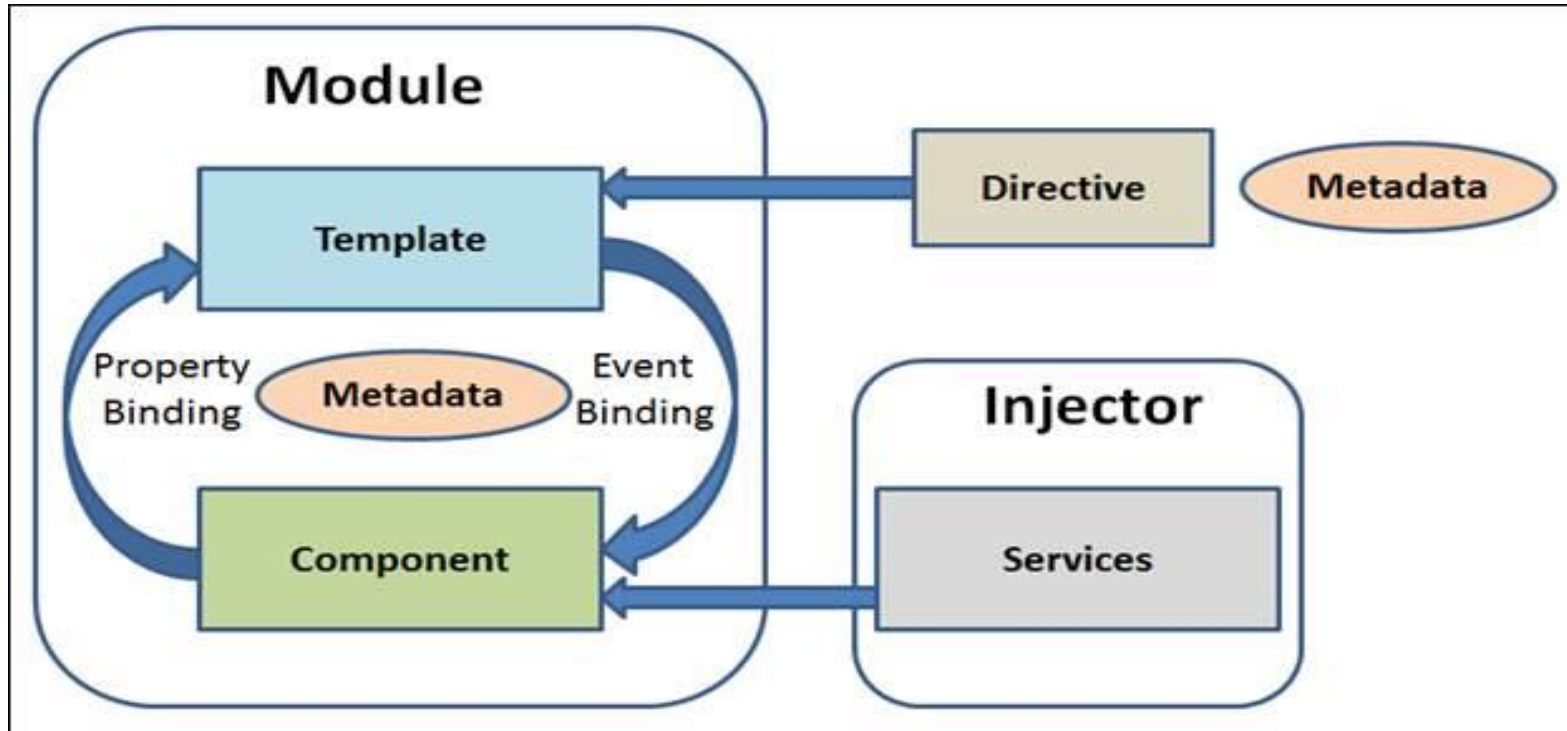 Module
Template
Directive
Metadata
Property
Binding
Metadata
Event
Binding
Component
Injector
Services